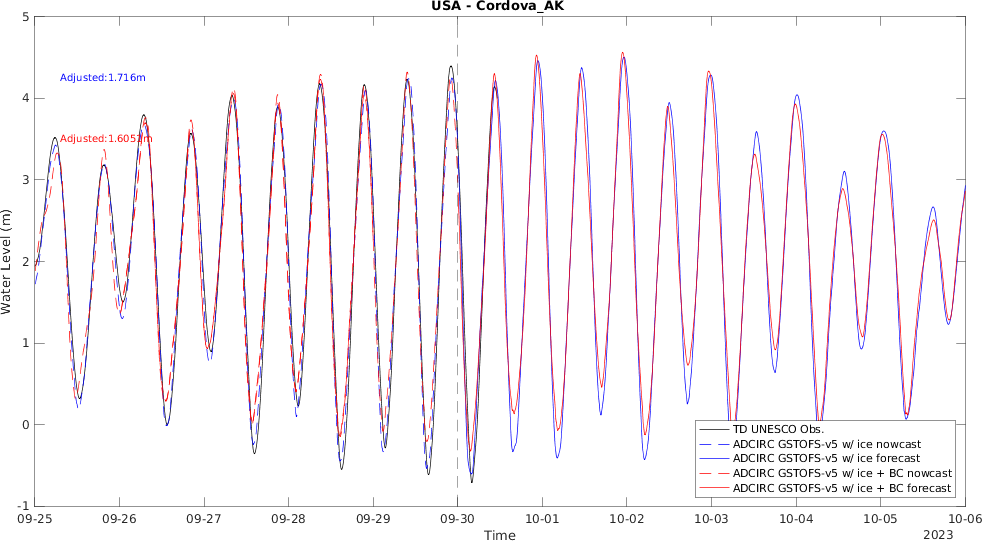 USA - Cordova_AK
Water Level (m)
5
4
3
2
1
0
-1
Adjusted:1.716m
Adjusted:1.6057m
TD UNESCO Obs.
ADCIRC GSTOFS-v5 w/ ice nowcast
ADCIRC GSTOFS-v5 w/ ice forecast
ADCIRC GSTOFS-v5 w/ ice + BC nowcast
ADCIRC GSTOFS-v5 w/ ice + BC forecast
09-25 09-26 09-27 09-28 09-29 09-30 10-01 10-02 10-03 10-04 10-05 10-06
Time
2023